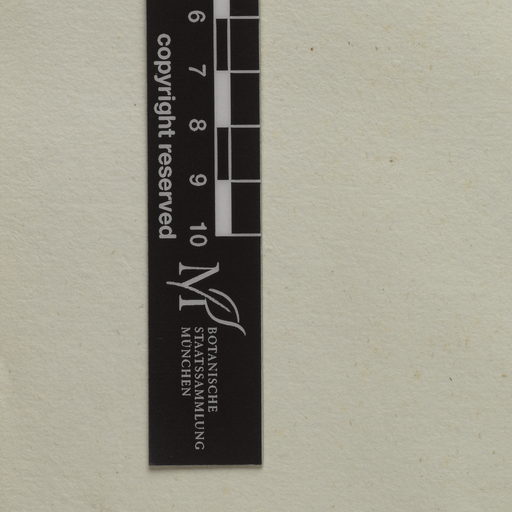 6
7
8
9
10
copyright reserved
M
BOTANISCHE
STAATSSAMMLUNG
MÜNCHEN